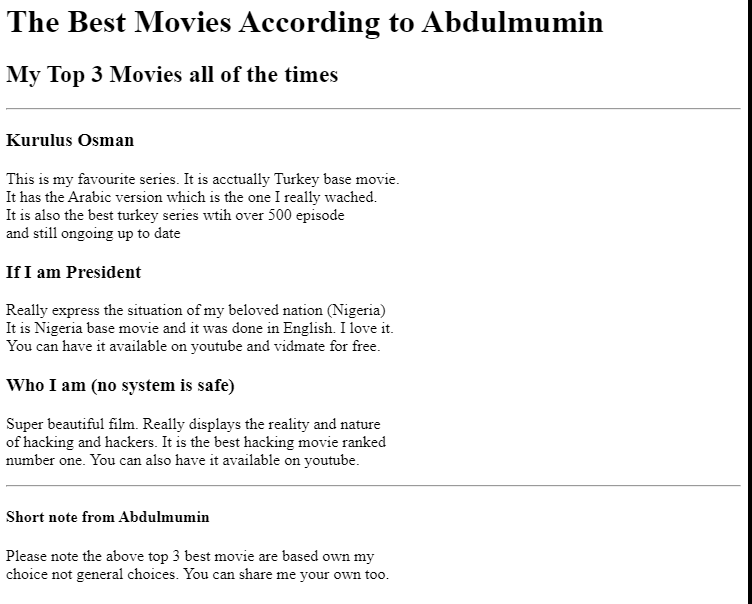 The Best Movies According to Abdulmumin
My Top 3 Movies all of the times
Kurulus Osman
This is my favourite series. It is acctually Turkey base movie.
It has the Arabic version which is the one I really wached.
It is also the best turkey series wtih over 500 episode
and still ongoing up to date
If I am President
Really express the situation of my beloved nation (Nigeria)
It is Nigeria base movie and it was done in English. I love it.
You can have it available on youtube and vidmate for free.
Who I am (no system is safe)
Super beautiful film. Really displays the reality and nature
of hacking and hackers. It is the best hacking movie ranked
number one. You can also have it available on youtube.
Short note from Abdulmumin
Please note the above top 3 best movie are based own my
choice not general choices. You can share me your own too.